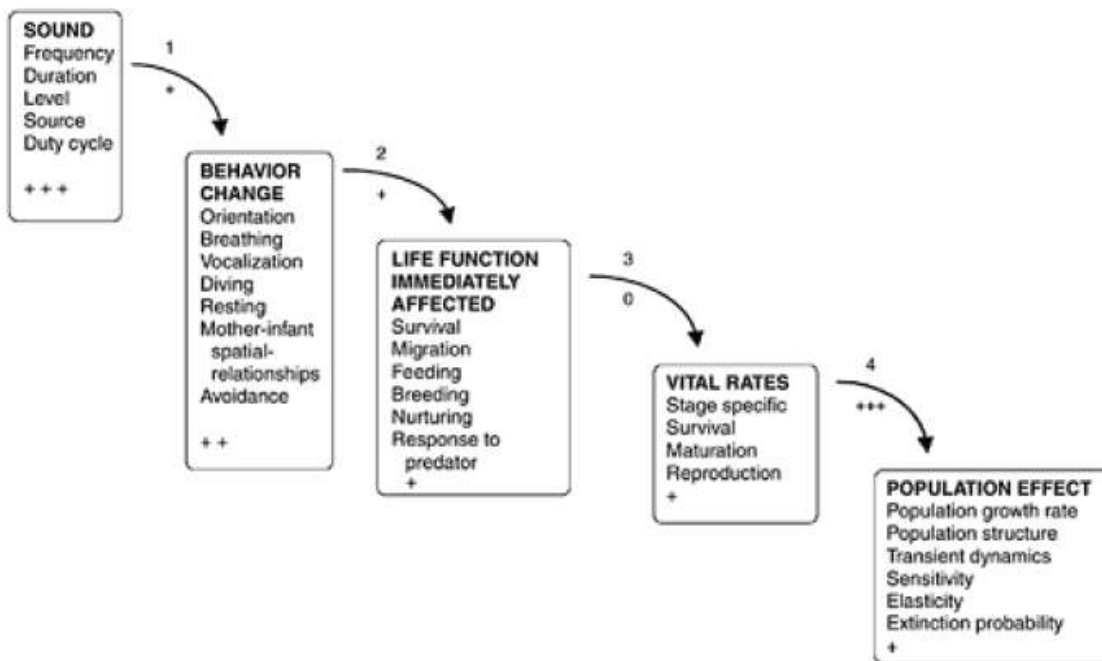 SOUND
Frequency
Duration
Level
Source
Duty cycle
+ + +
1
+
BEHAVIOR
CHANGE
Orientation
Breathing
Vocalization
Diving
Resting
Mother-infant
spatial-
relationships
Avoidance
+ +
2
+
LIFE FUNCTION
IMMEDIATELY
AFFECTED
Survival
Migration
Feeding
Breeding
Nurturing
Response to
predator
+
3
0
VITAL RATES
Stage specific
Survival
Maturation
Reproduction
+
4
+++
POPULATION EFFECT
Population growth rate
Population structure
Transient dynamics
Sensitivity
Elasticity
Extinction probability
+